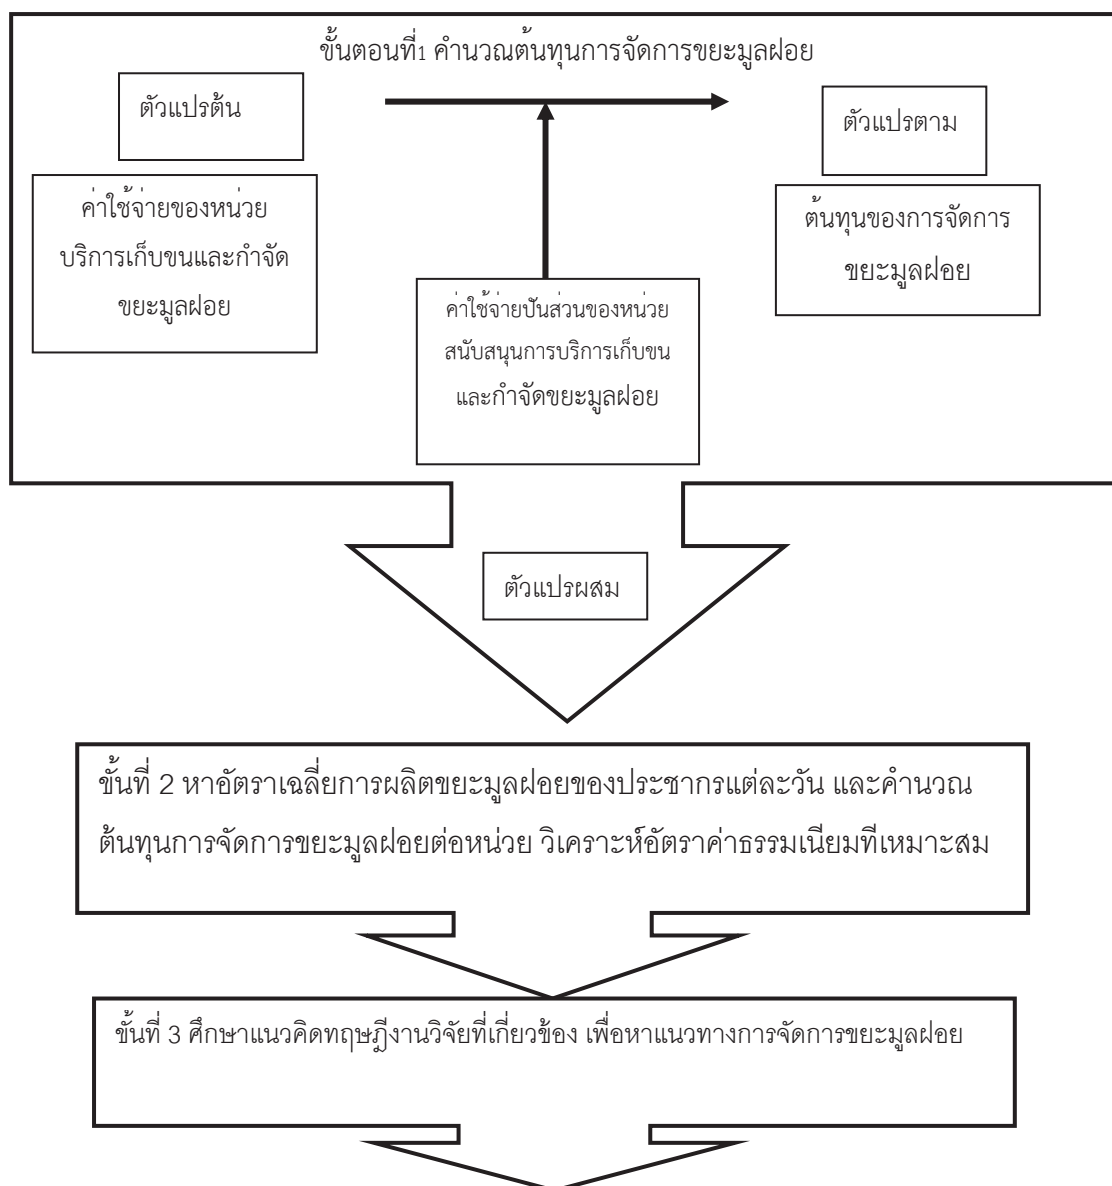 ขั้นตอนที่1 คำนวณต้นทุนการจัดการขยะมูลฝอย
ตัวแปรต้น
ตัวแปรตาม
ค่าใช้จ่ายของหน่วย
บริการเก็บขนและกำจัด
ขยะมูลฝอย
ต้นทุนของการจัดการ
ขยะมูลฝอย
ค่าใช้จ่ายปันส่วนของหน่วย
สนับสนุนการบริการเก็บขน
และกำจัดขยะมูลฝอย
ตัวแปรผสม
ขั้นที่ 2 หาอัตราเฉลี่ยการผลิตขยะมูลฝอยของประชากรแต่ละวัน และคำนวณ
ต้นทุนการจัดการขยะมูลฝอยต่อหน่วย วิเคราะห์อัตราค่าธรรมเนียมที่เหมาะสม
ขั้นที่ 3 ศึกษาแนวคิดทฤษฎีงานวิจัยที่เกี่ยวข้อง เพื่อหาแนวทางการจัดการขยะมูลฝอย